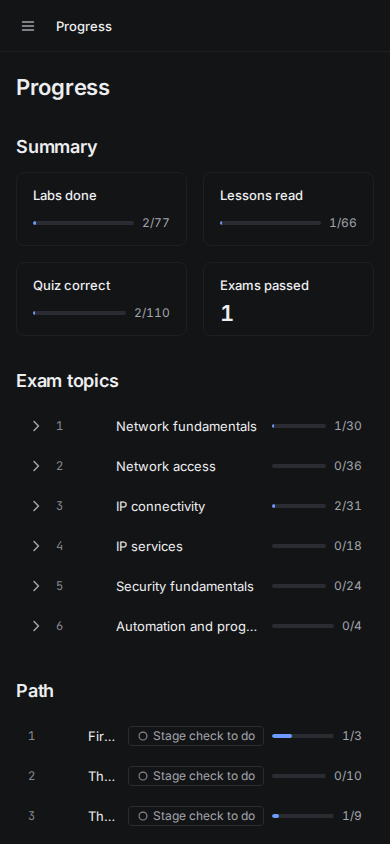 Progress
Progress
Summary
Labs done
2/77
Lessons read
1/66
Quiz correct
2/110
Exams passed
1
Exam topics
1 Network fundamentals 1/30
2 Network access 0/36
3 IP connectivity 2/31
4 IP services 0/18
5 Security fundamentals 0/24
6 Automation and prog... 0/4
Path
1 Fir... Stage check to do 1/3
2 Th... Stage check to do 0/10
3 Th... Stage check to do 1/9